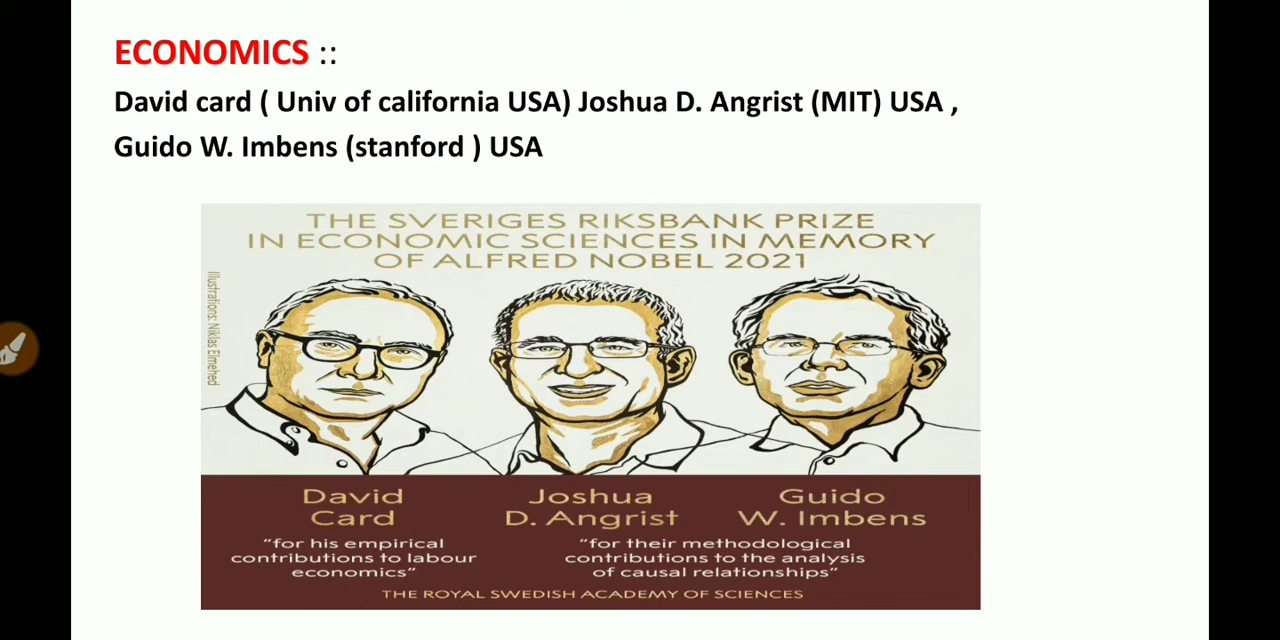 ECONOMICS ::
David card ( Univ of california USA) Joshua D. Angrist (MIT) USA ,
Guido W. Imbens (stanford ) USA
THE SVERIGES RIKSBANK PRIZE
IN ECONOMIC SCIENCES IN MEMORY
OF ALFRED NOBEL 2021
Illustrations: Niklas Elmehed
David
Card
"for his empirical
contributions to labour
economics"
Joshua
D. Angrist
Guido
W. Imbens
"for their methodological
contributions to the analysis
of causal relationships"
THE ROYAL SWEDISH ACADEMY OF SCIENCES